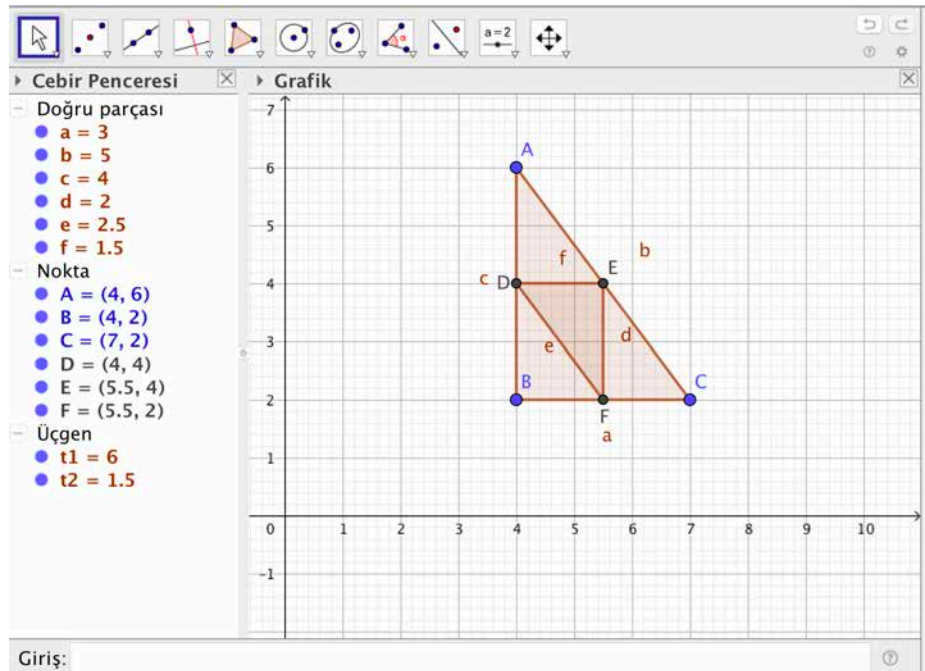 a = 2
Cebir Penceresi
Grafik
Doğru parçası
a = 3
b = 5
c = 4
d = 2
e = 2.5
f = 1.5
Nokta
A = (4, 6)
B = (4, 2)
C = (7, 2)
D = (4, 4)
E = (5.5, 4)
F = (5.5, 2)
Üçgen
t1 = 6
t2 = 1.5
7
6
5
4
3
2
1
0
-1
1 2 3 4 5 6 7 8 9 10
A
f
E
b
c
D
e
d
B
C
F
a
Giriş: